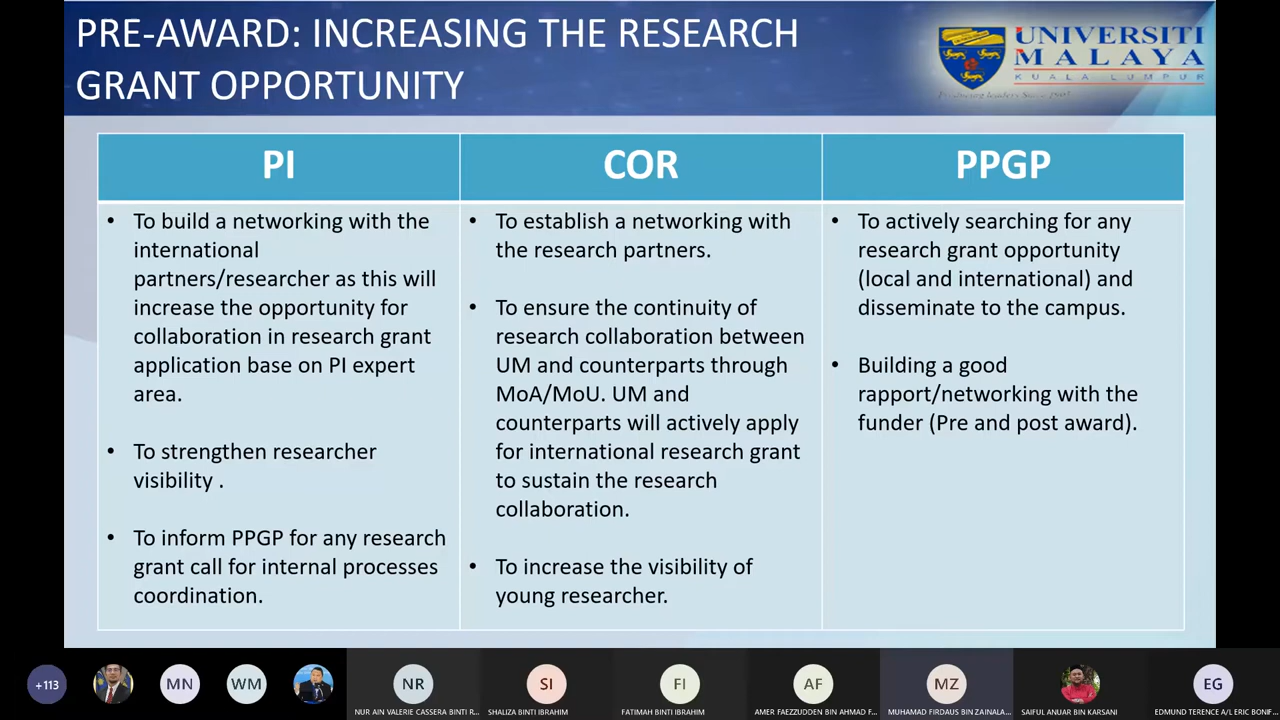 PRE-AWARD: INCREASING THE RESEARCH
GRANT OPPORTUNITY
UNIVERSITI
MALAYA
KUALA LUMPUR
PI
• To build a networking with the
international
partners/researcher as this will
increase the opportunity for
collaboration in research grant
application base on PI expert
area.
• To strengthen researcher
visibility .
• To inform PPGP for any research
grant call for internal processes
coordination.
COR
• To establish a networking with
the research partners.
• To ensure the continuity of
research collaboration between
UM and counterparts through
MoA/MoU. UM and
counterparts will actively apply
for international research grant
to sustain the research
collaboration.
• To increase the visibility of
young researcher.
PPGP
• To actively searching for any
research grant opportunity
(local and international) and
disseminate to the campus.
• Building a good
rapport/networking with the
funder (Pre and post award).
+113
MN
WM
NR
NUR AIN VALERIE CASSERA BINTI R...
SI
SHALIZA BINTI IBRAHIM
FI
FATIMAH BINTI IBRAHIM
AF
AMER FAEZZUDDEN BIN AHMAD F...
MZ
MUHAMAD FIRDAUS BIN ZAINALA...
SAIFUL ANUAR BIN KARSANI
EG
EDMUND TERENCE A/L ERIC BONIF...